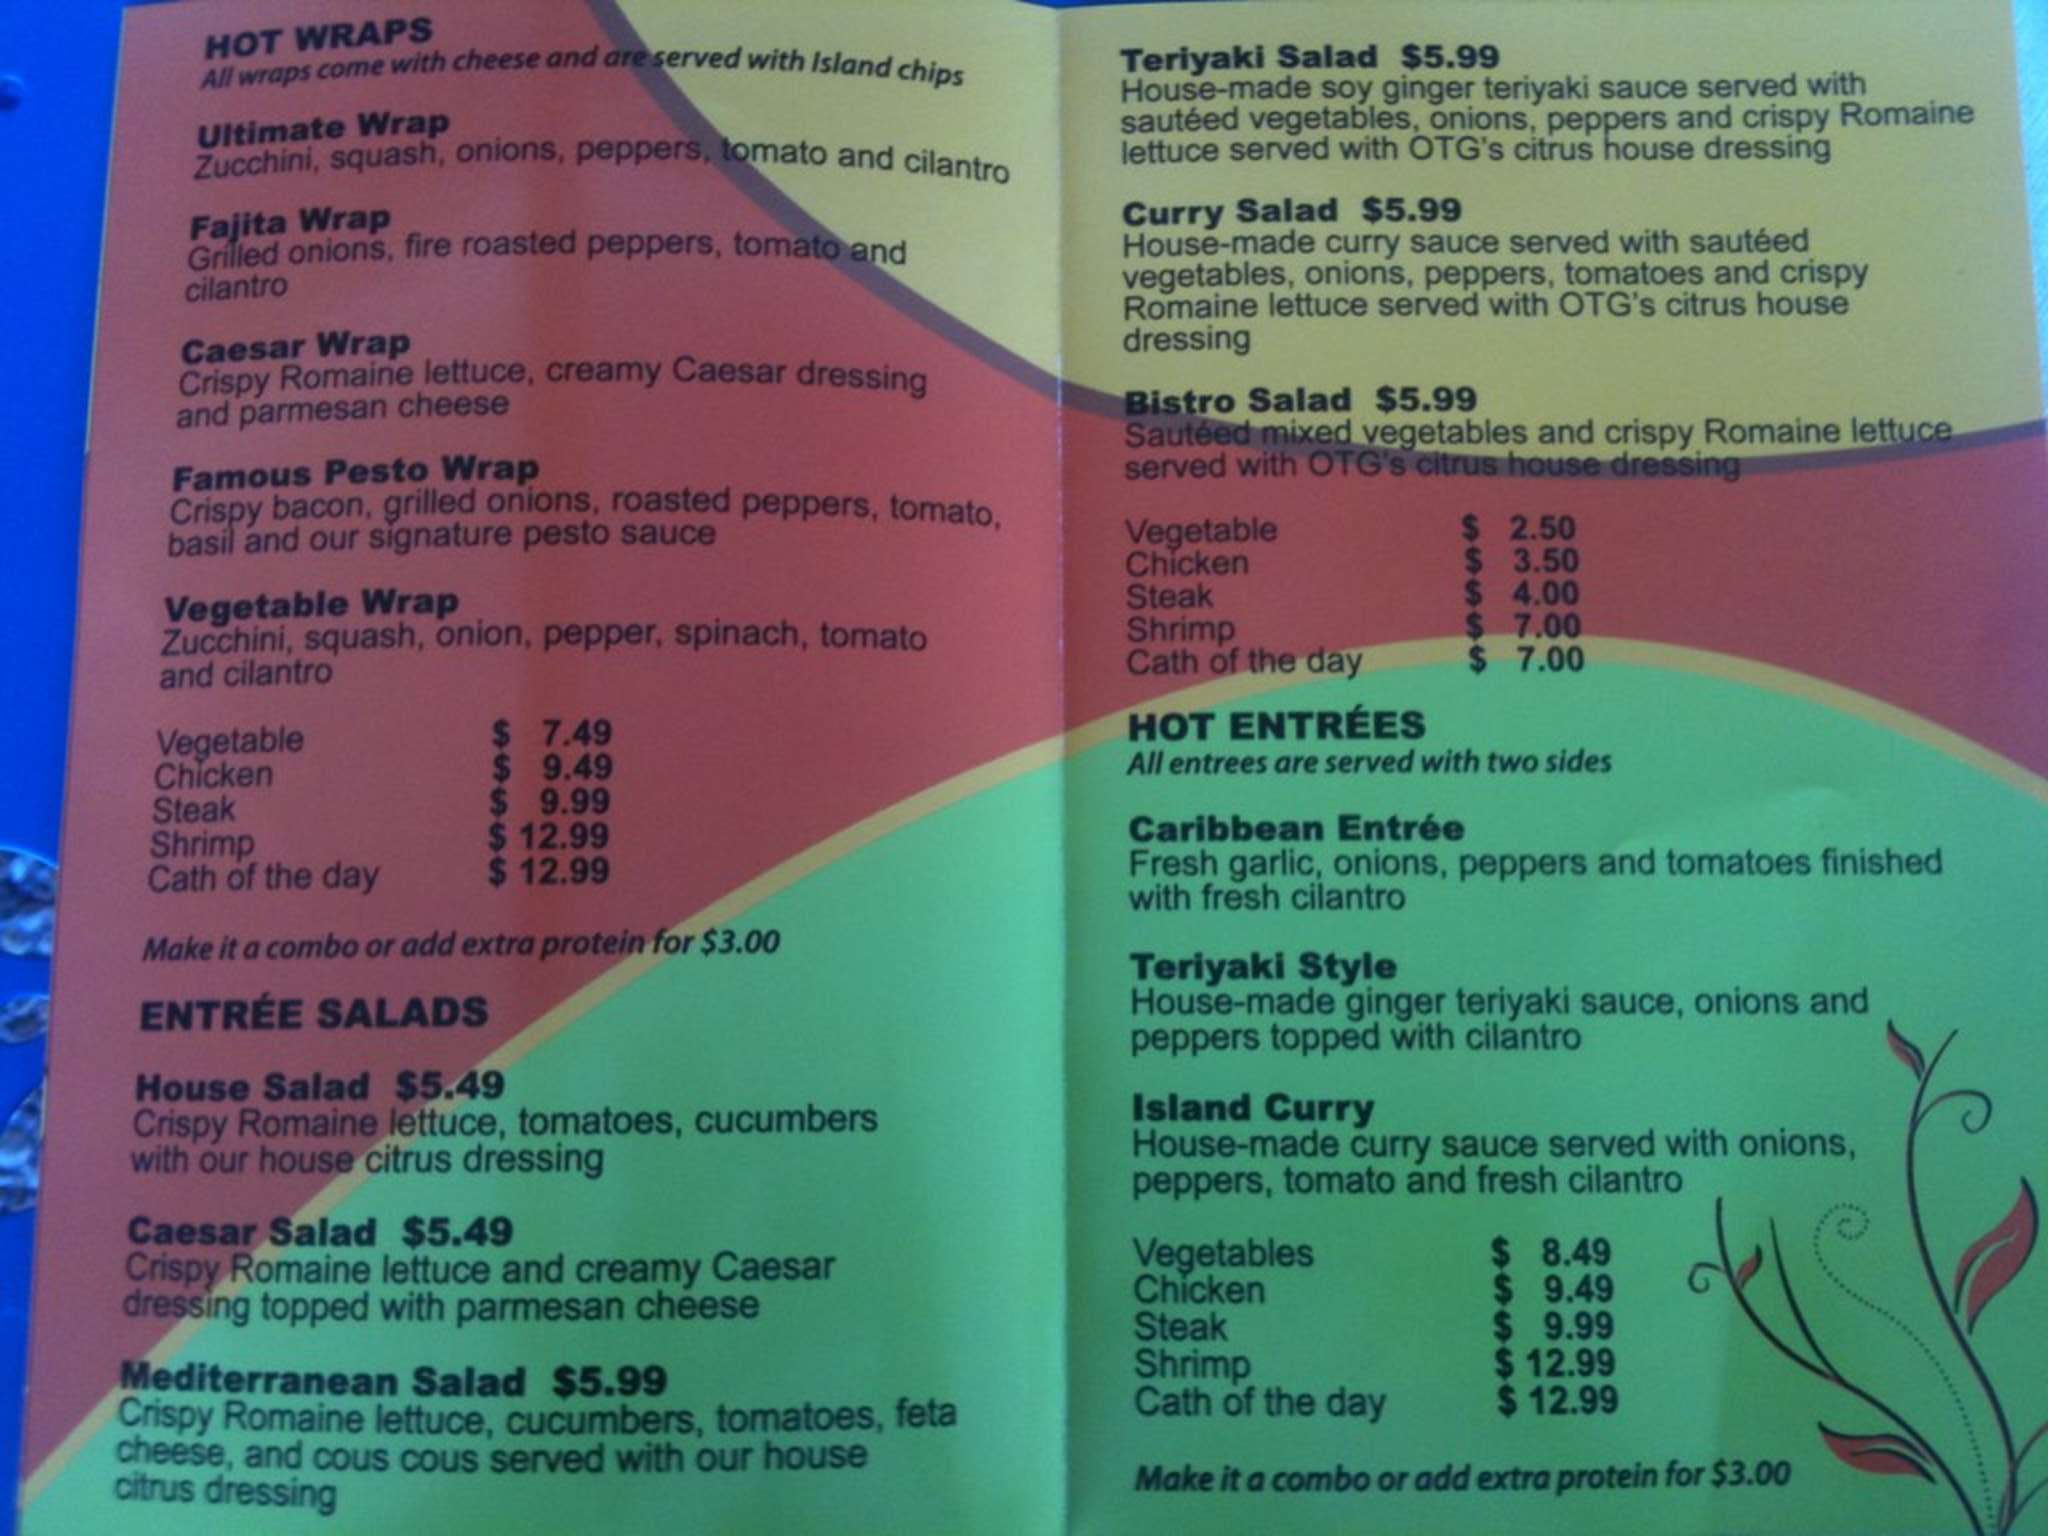 HOT WRAPS
All wraps come with cheese and are served with Island chips
Ultimate Wrap
Zucchini, squash, onions, peppers, tomato and cilantro
Fajita Wrap
Grilled onions, fire roasted peppers, tomato and
cilantro
Caesar Wrap
Crispy Romaine lettuce, creamy Caesar dressing
and parmesan cheese
Famous Pesto Wrap
Crispy bacon, grilled onions, roasted peppers, tomato,
basil and our signature pesto sauce
Vegetable Wrap
Zucchini, squash, onion, pepper, spinach, tomato
and cilantro
Vegetable $ 7.49
Chicken $ 9.49
Steak $ 9.99
Shrimp $ 12.99
Cath of the day $ 12.99
Make it a combo or add extra protein for $3.00
ENTRÉE SALADS
House Salad $5.49
Crispy Romaine lettuce, tomatoes, cucumbers
with our house citrus dressing
Caesar Salad $5.49
Crispy Romaine lettuce and creamy Caesar
dressing topped with parmesan cheese
Mediterranean Salad $5.99
Crispy Romaine lettuce, cucumbers, tomatoes, feta
cheese, and cous cous served with our house
citrus dressing
Teriyaki Salad $5.99
House-made soy ginger teriyaki sauce served with
sautéed vegetables, onions, peppers and crispy Romaine
lettuce served with OTG's citrus house dressing
Curry Salad $5.99
House-made curry sauce served with sautéed
vegetables, onions, peppers, tomatoes and crispy
Romaine lettuce served with OTG's citrus house
dressing
Bistro Salad $5.99
Sautéed mixed vegetables and crispy Romaine lettuce
served with OTG's citrus house dressing
Vegetable $ 2.50
Chicken $ 3.50
Steak $ 4.00
Shrimp $ 7.00
Cath of the day $ 7.00
HOT ENTRÉES
All entrees are served with two sides
Caribbean Entrée
Fresh garlic, onions, peppers and tomatoes finished
with fresh cilantro
Teriyaki Style
House-made ginger teriyaki sauce, onions and
peppers topped with cilantro
Island Curry
House-made curry sauce served with onions,
peppers, tomato and fresh cilantro
Vegetables $ 8.49
Chicken $ 9.49
Steak $ 9.99
Shrimp $ 12.99
Cath of the day $ 12.99
Make it a combo or add extra protein for $3.00